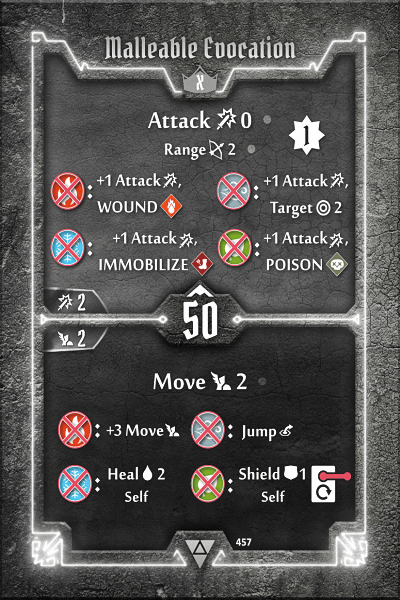 Malleable Evocation
X
Attack 0
1
Range 2
+1 Attack, +1 Attack,
: WOUND : Target 2
+1 Attack, +1 Attack,
: IMMOBILIZE : POISON
2
50
2
Move 2
: +3 Move : Jump
: Heal 2 : Shield 1
Self Self
457